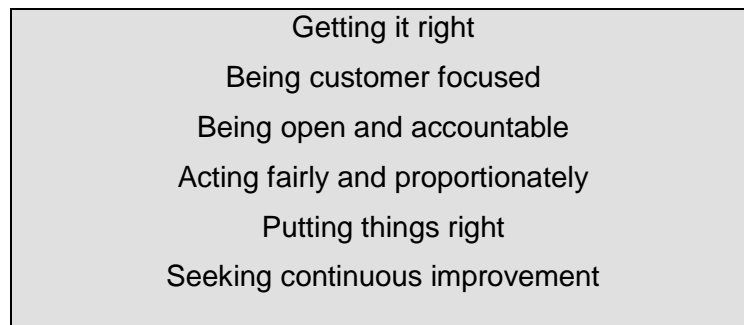 Getting it right
Being customer focused
Being open and accountable
Acting fairly and proportionately
Putting things right
Seeking continuous improvement